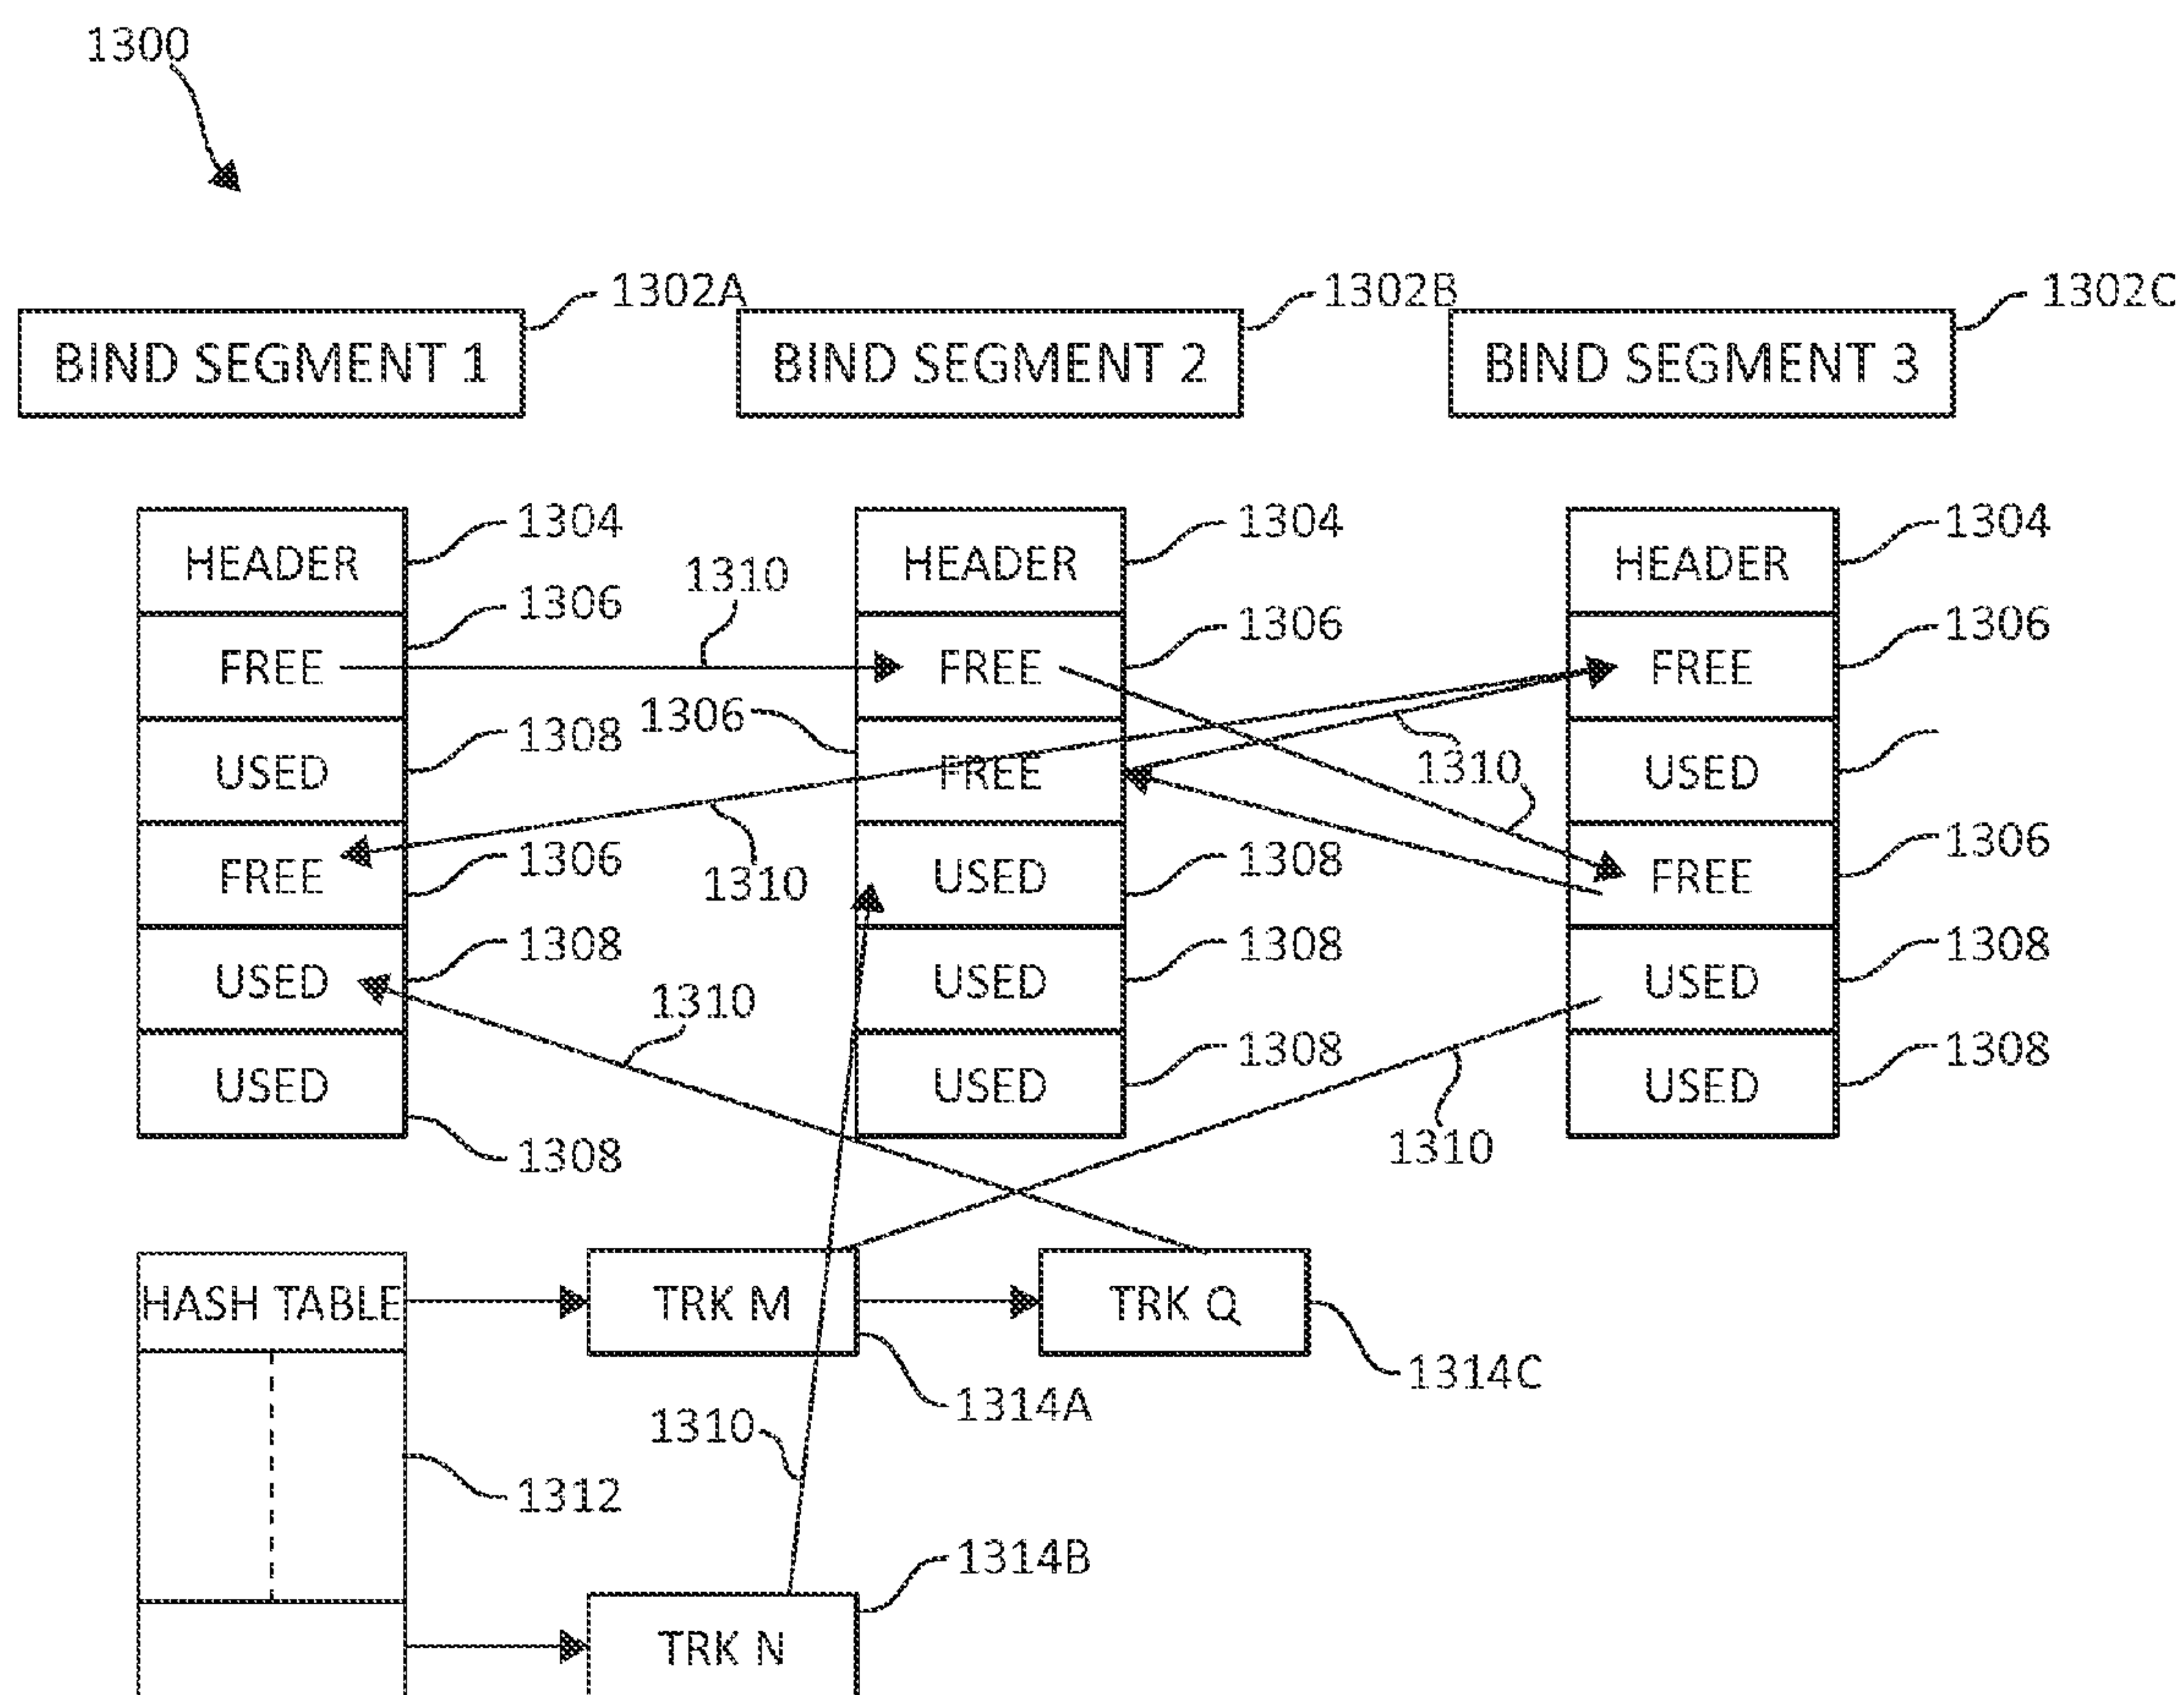 1300
1302A 1302B 1302C
BIND SEGMENT 1 BIND SEGMENT 2 BIND SEGMENT 3
1304 1304 1304
HEADER HEADER HEADER
1310
1306 1306 1306
FREE FREE FREE
1306
1308
USED FREE 1310 USED
1306 1308 1306
FREE 1310 USED FREE
1308 1308 1308
USED 1310 USED USED
1308 1308
USED USED USED
1308 1310
HASH TABLE TRK M TRK Q
1314C
1314A
1310
1312
1314B
TRK N